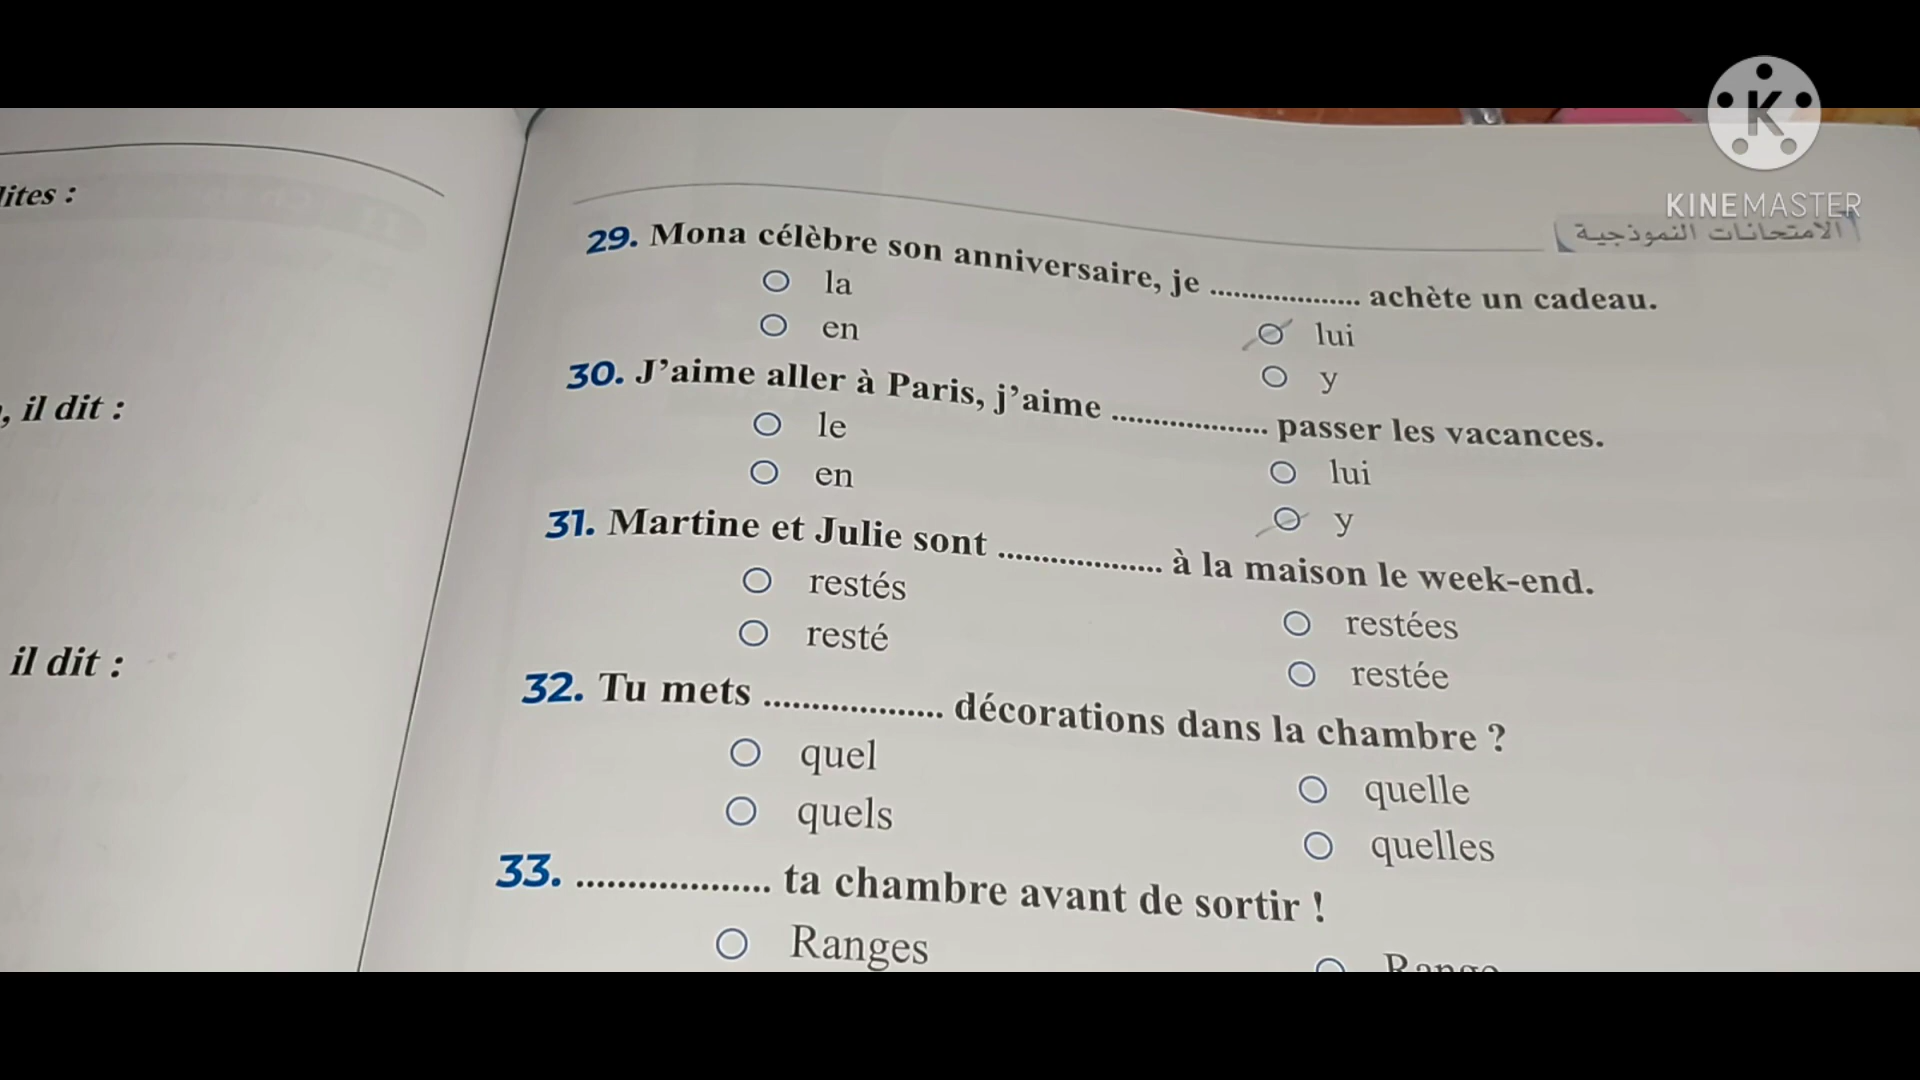 KINEMASTER
الامتحانات النموذجية
lites :
, il dit :
il dit :
29. Mona célèbre son anniversaire, je .................. achète un cadeau.
la
lui
en
y
30. J'aime aller à Paris, j'aime .................. passer les vacances.
le
lui
en
y
31. Martine et Julie sont .................. à la maison le week-end.
restés
restées
resté
restée
32. Tu mets .................. décorations dans la chambre ?
quel
quelle
quels
quelles
33. .................. ta chambre avant de sortir !
Ranges
Range